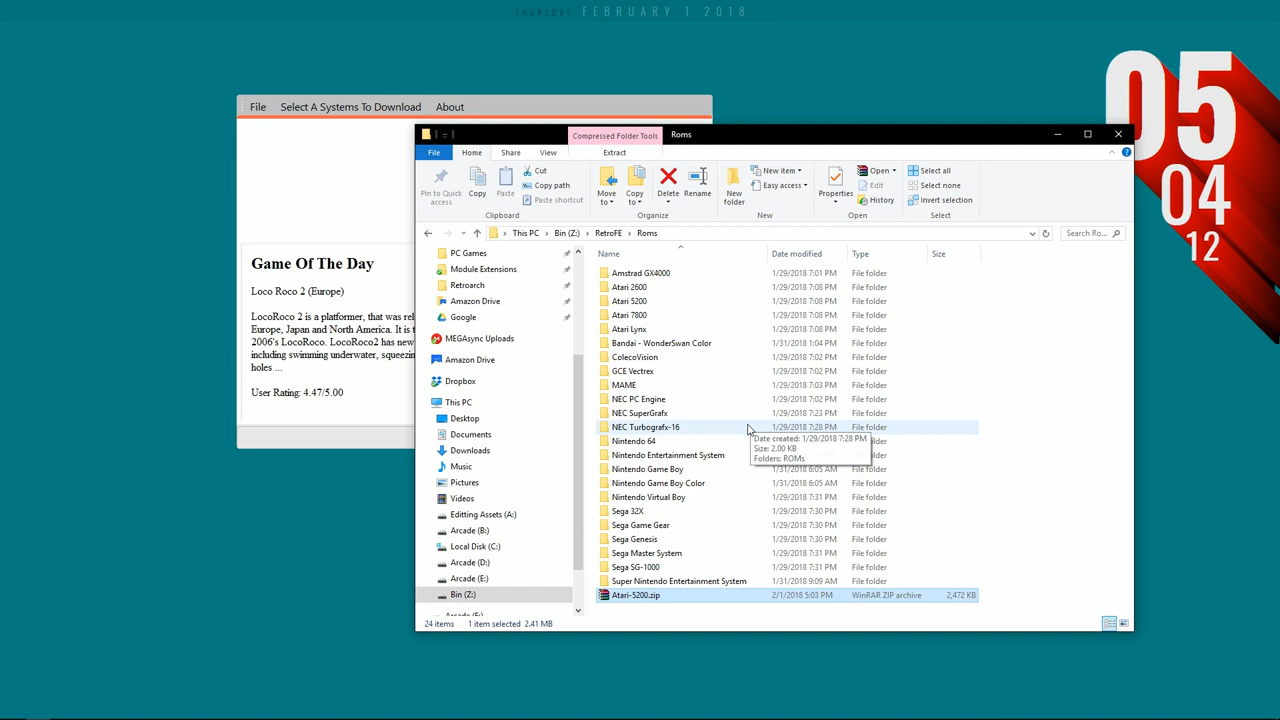 THURSDAY FEBRUARY 1 2018
05
04
12
File Select A Systems To Download About
Game Of The Day
Loco Roco 2 (Europe)
LocoRoco 2 is a platformer, that was rel
Europe, Japan and North America. It is t
2006's LocoRoco. LocoRoco2 has new
including swimming underwater, squeezin
holes ...
User Rating: 4.47/5.00
Compressed Folder Tools Roms
File Home Share View Extract
Pin to Quick access
Copy
Paste
Cut
Copy path
Paste shortcut
Move to
Copy to
Delete
Rename
New folder
New item
Easy access
Properties
Open
Edit
History
Select all
Select none
Invert selection
Clipboard Organize New Open Select
This PC > Bin (Z:) > RetroFE > Roms
Search Ro...
PC Games
Module Extensions
Retroarch
Amazon Drive
Google
MEGAsync Uploads
Amazon Drive
Dropbox
This PC
Desktop
Documents
Downloads
Music
Pictures
Videos
Editting Assets (A:)
Arcade (B:)
Local Disk (C:)
Arcade (D:)
Arcade (E:)
Bin (Z:)
Name Date modified Type Size
Amstrad GX4000 1/29/2018 7:01 PM File folder
Atari 2600 1/29/2018 7:08 PM File folder
Atari 5200 1/29/2018 7:08 PM File folder
Atari 7800 1/29/2018 7:08 PM File folder
Atari Lynx 1/29/2018 7:08 PM File folder
Bandai - WonderSwan Color 1/31/2018 1:04 PM File folder
ColecoVision 1/29/2018 7:02 PM File folder
GCE Vectrex 1/29/2018 7:02 PM File folder
MAME 1/29/2018 7:03 PM File folder
NEC PC Engine 1/29/2018 7:02 PM File folder
NEC SuperGrafx 1/29/2018 7:23 PM File folder
NEC Turbografx-16 1/29/2018 7:28 PM File folder
Date created: 1/29/2018 7:28 PM
Size: 2.00 KB
Folders: ROMs
Nintendo 64 File folder
Nintendo Entertainment System File folder
Nintendo Game Boy 1/31/2018 6:05 AM File folder
Nintendo Game Boy Color 1/31/2018 6:05 AM File folder
Nintendo Virtual Boy 1/29/2018 7:31 PM File folder
Sega 32X 1/29/2018 7:30 PM File folder
Sega Game Gear 1/29/2018 7:30 PM File folder
Sega Genesis 1/29/2018 7:30 PM File folder
Sega Master System 1/29/2018 7:31 PM File folder
Sega SG-1000 1/29/2018 7:31 PM File folder
Super Nintendo Entertainment System 1/31/2018 9:09 AM File folder
Atari-5200.zip 2/1/2018 5:03 PM WinRAR ZIP archive 2,472 KB
24 items 1 item selected 2.41 MB